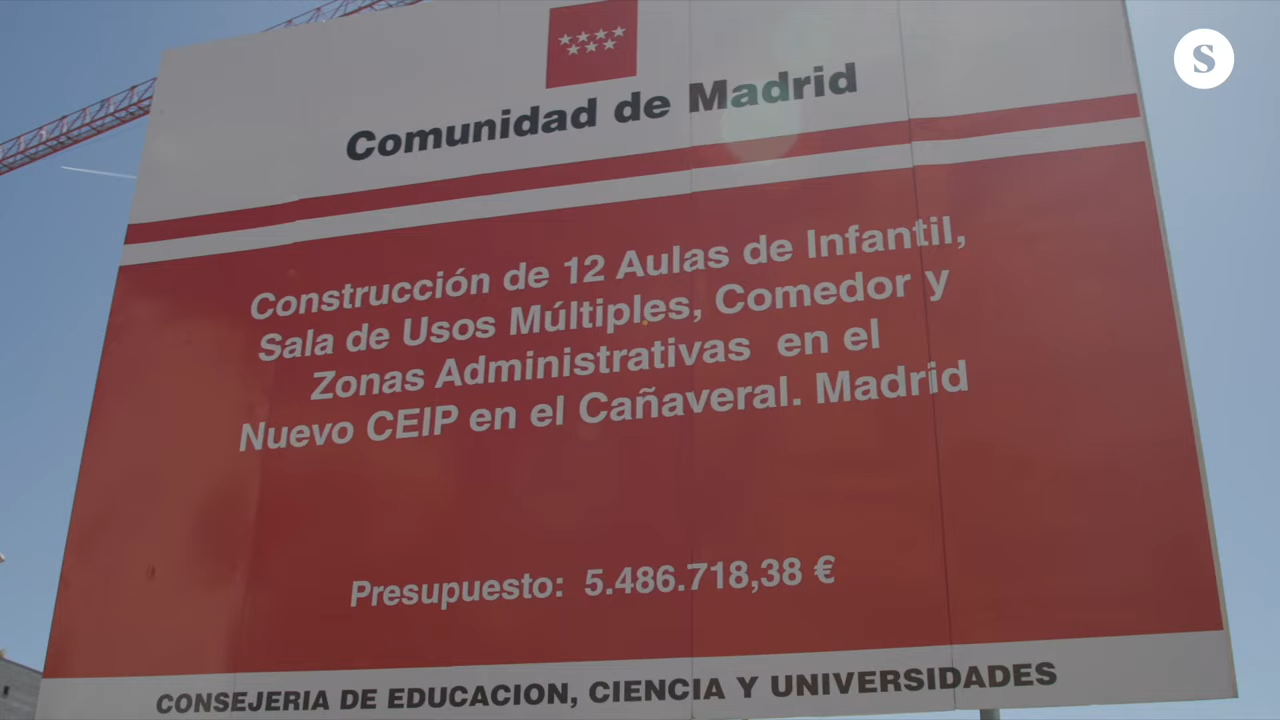 S
Comunidad de Madrid
Construcción de 12 Aulas de Infantil,
Sala de Usos Múltiples, Comedor y
Zonas Administrativas en el
Nuevo CEIP en el Cañaveral. Madrid
Presupuesto: 5.486.718,38 €
CONSEJERIA DE EDUCACION, CIENCIA Y UNIVERSIDADES